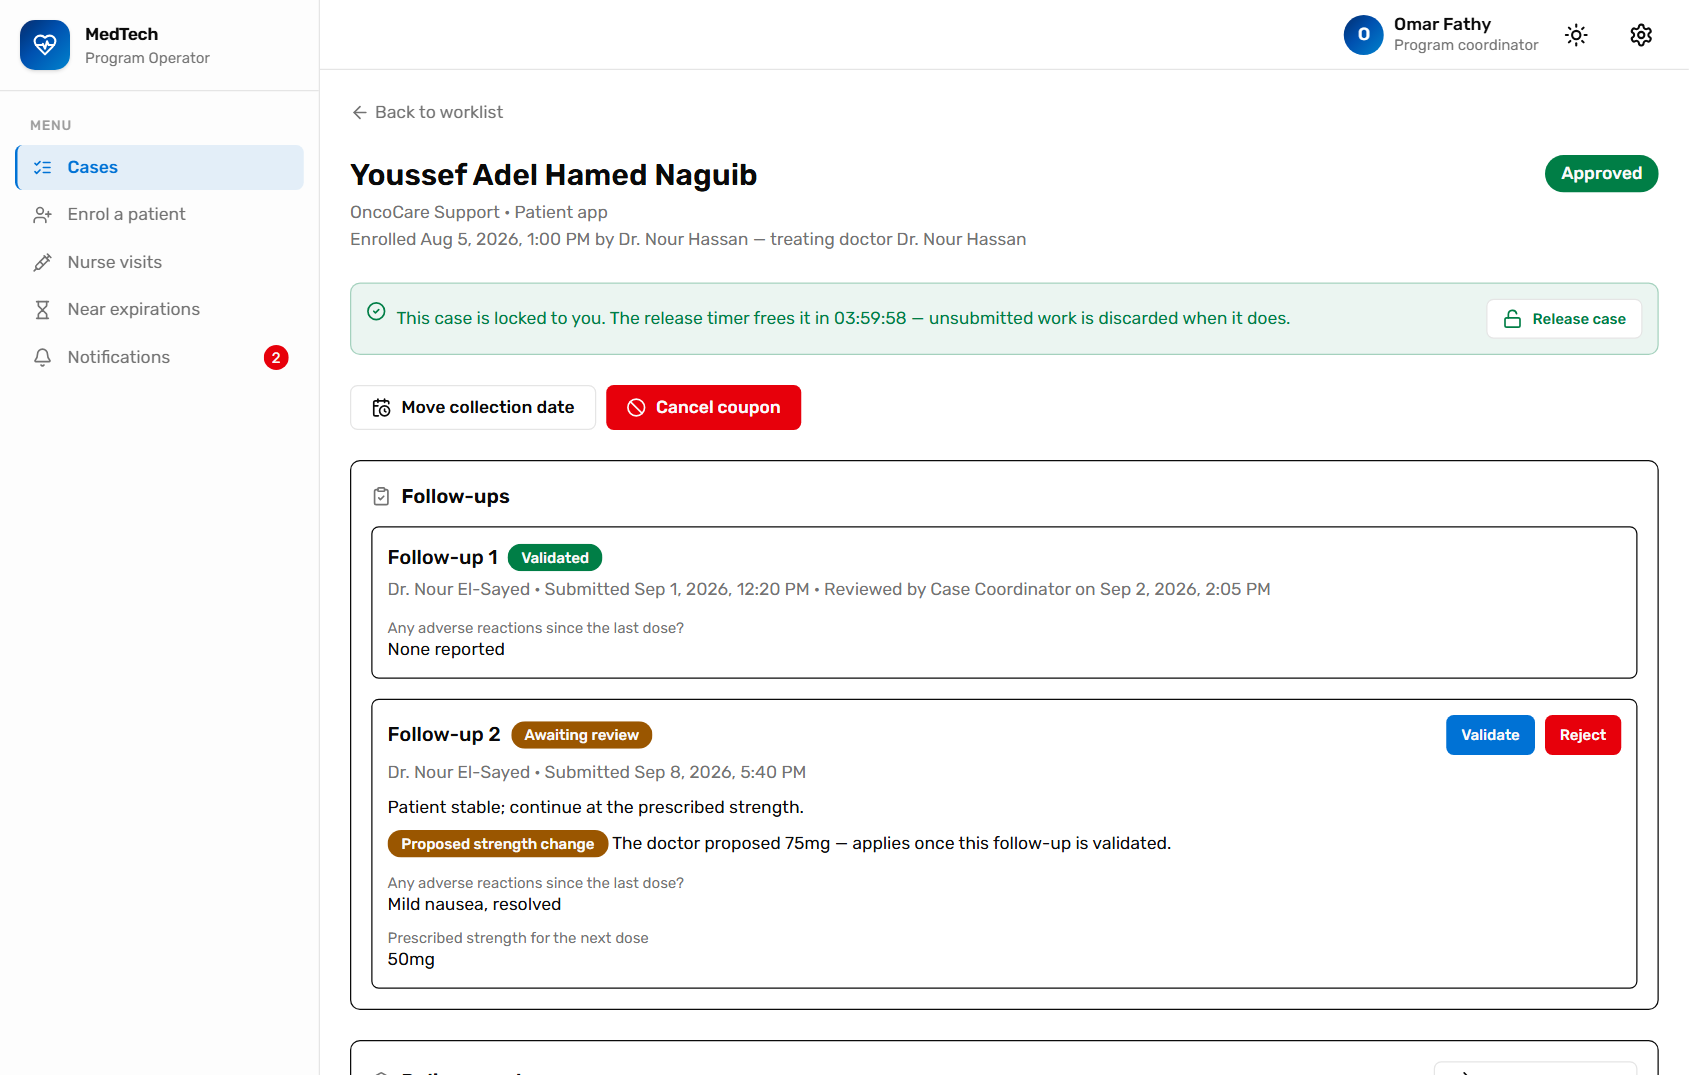 MedTech
Program Operator
MENU
Cases
Enrol a patient
Nurse visits
Near expirations
Notifications
2
O
Omar Fathy
Program coordinator
Back to worklist
Youssef Adel Hamed Naguib
Approved
OncoCare Support • Patient app
Enrolled Aug 5, 2026, 1:00 PM by Dr. Nour Hassan — treating doctor Dr. Nour Hassan
This case is locked to you. The release timer frees it in 03:59:58 — unsubmitted work is discarded when it does.
Release case
Move collection date
Cancel coupon
Follow-ups
Follow-up 1
Validated
Dr. Nour El-Sayed • Submitted Sep 1, 2026, 12:20 PM • Reviewed by Case Coordinator on Sep 2, 2026, 2:05 PM
Any adverse reactions since the last dose?
None reported
Follow-up 2
Awaiting review
Validate
Reject
Dr. Nour El-Sayed • Submitted Sep 8, 2026, 5:40 PM
Patient stable; continue at the prescribed strength.
Proposed strength change
The doctor proposed 75mg — applies once this follow-up is validated.
Any adverse reactions since the last dose?
Mild nausea, resolved
Prescribed strength for the next dose
50mg